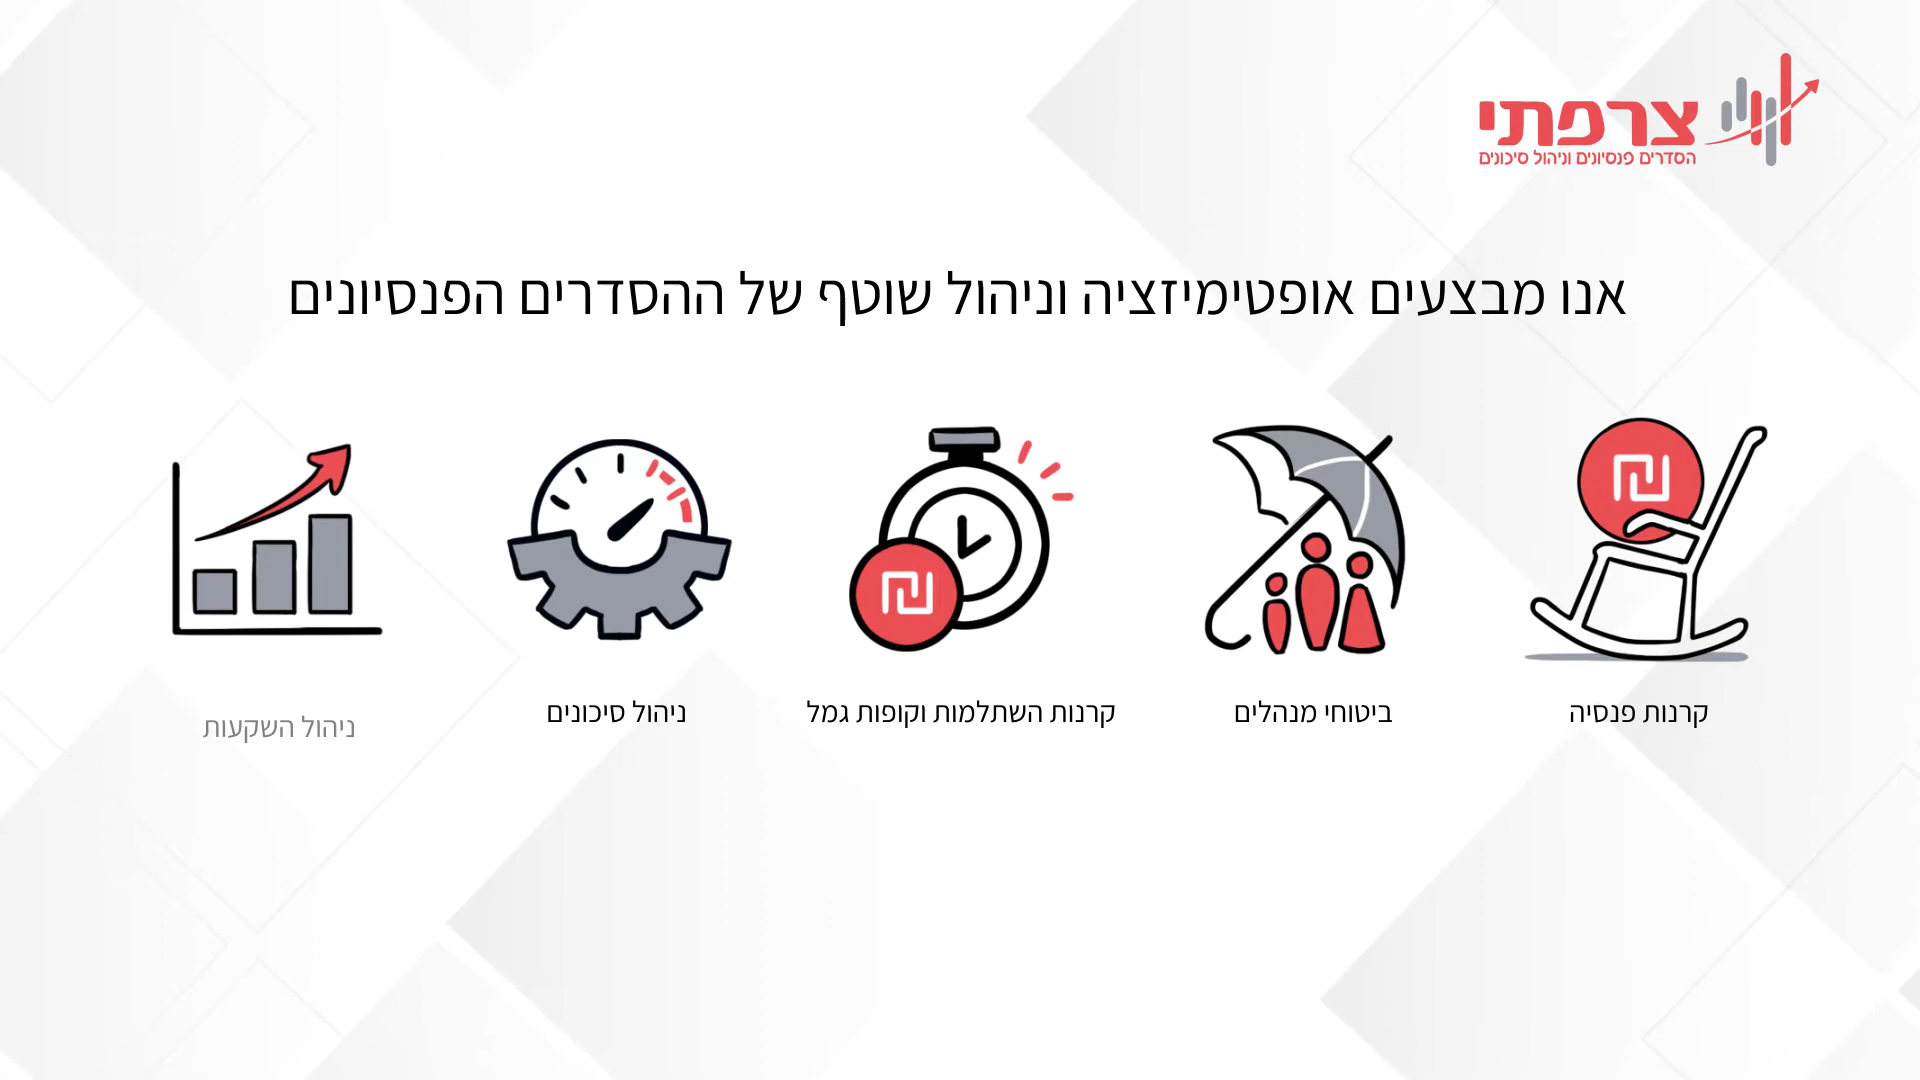 צרפתי
הסדרים פנסיונים וניהול סיכונים
אנו מבצעים אופטימיזציה וניהול שוטף של ההסדרים הפנסיונים
קרנות פנסיה
ביטוחי מנהלים
קרנות השתלמות וקופות גמל
ניהול סיכונים
ניהול השקעות